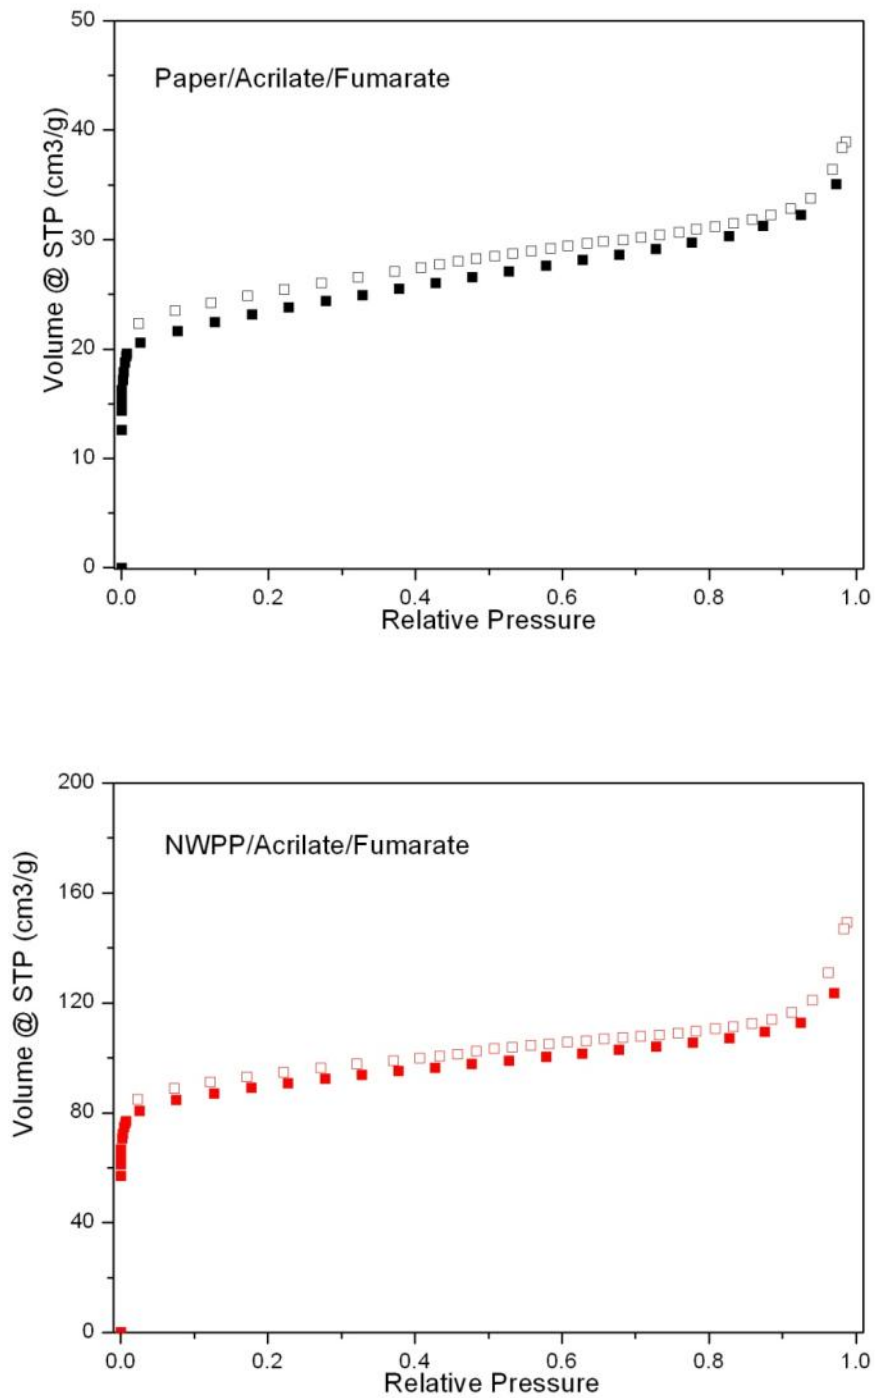 50
Paper/Acrilate/Fumarate
40
Volume @ STP (cm3/g)
30
20
10
0
0.0 0.2 0.4 0.6 0.8 1.0
Relative Pressure
200
NWPP/Acrilate/Fumarate
160
Volume @ STP (cm3/g)
120
80
40
0
0.0 0.2 0.4 0.6 0.8 1.0
Relative Pressure